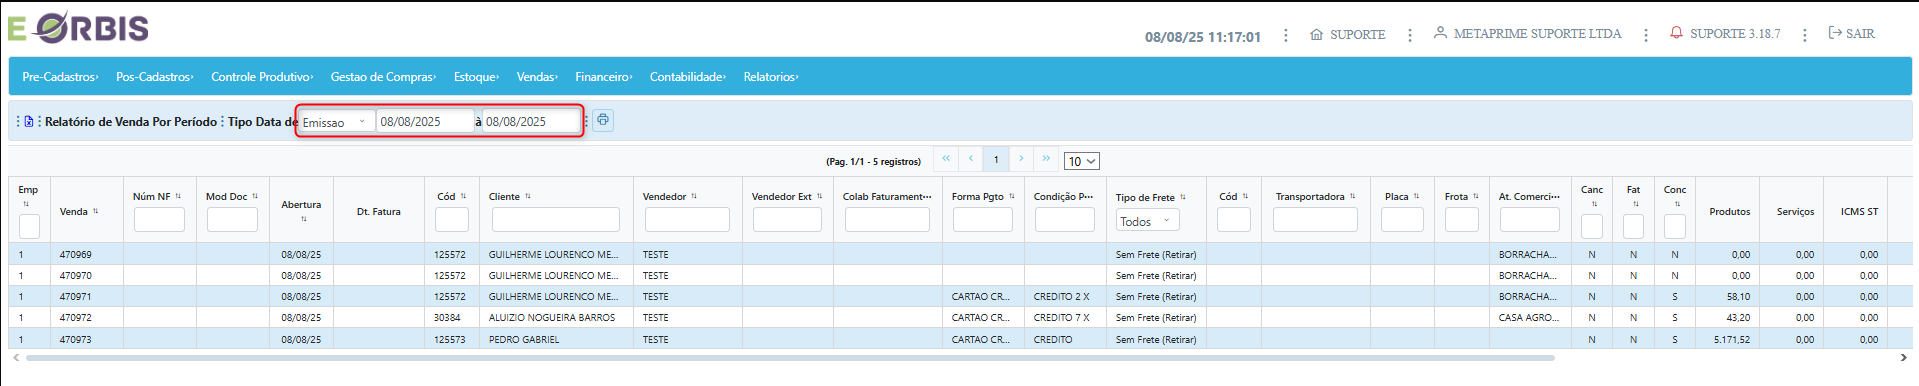 E ORBIS
08/08/25 11:17:01 ⋮ SUPORTE ⋮ METAPRIME SUPORTE LTDA ⋮ SUPORTE 3.18.7 ⋮ SAIR
Pre-Cadastros› Pos-Cadastros› Controle Produtivo› Gestao de Compras› Estoque› Vendas› Financeiro› Contabilidade› Relatorios›
⋮ Relatório de Venda Por Período ⋮ Tipo Data de Emissao 08/08/2025 à 08/08/2025 ⋮
(Pag. 1/1 - 5 registros) « ‹ 1 › » 10
Emp Venda Núm NF Mod Doc Abertura Dt. Fatura Cód Cliente Vendedor Vendedor Ext Colab Faturament... Forma Pgto Condição P... Tipo de Frete Cód Transportadora Placa Frota At. Comerci... Canc Fat Conc Produtos Serviços ICMS ST
Todos
1 470969 08/08/25 125572 GUILHERME LOURENCO ME... TESTE Sem Frete (Retirar) BORRACHA... N N N 0,00 0,00 0,00
1 470970 08/08/25 125572 GUILHERME LOURENCO ME... TESTE Sem Frete (Retirar) BORRACHA... N N N 0,00 0,00 0,00
1 470971 08/08/25 125572 GUILHERME LOURENCO ME... TESTE CARTAO CR... CREDITO 2 X Sem Frete (Retirar) BORRACHA... N N S 58,10 0,00 0,00
1 470972 08/08/25 30384 ALUIZIO NOGUEIRA BARROS TESTE CARTAO CR... CREDITO 7 X Sem Frete (Retirar) CASA AGRO... N N S 43,20 0,00 0,00
1 470973 08/08/25 125573 PEDRO GABRIEL TESTE CARTAO CR... CREDITO Sem Frete (Retirar) N N S 5.171,52 0,00 0,00